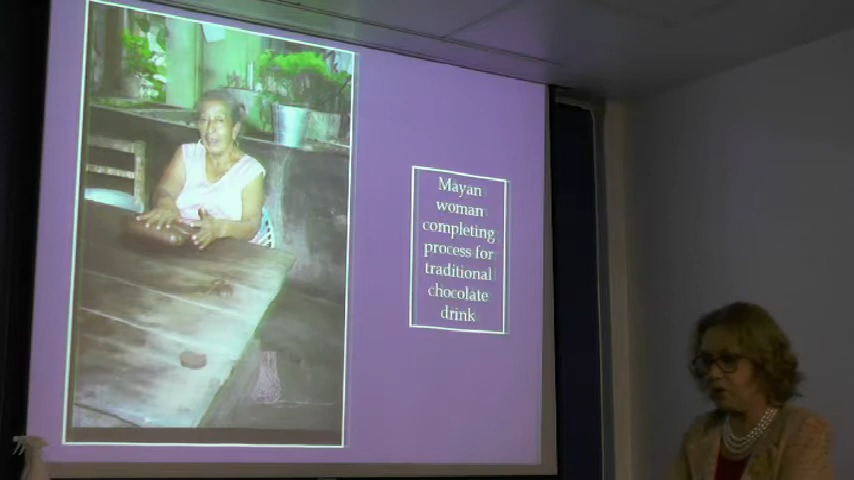 Mayan
woman
completing
process for
traditional
chocolate
drink